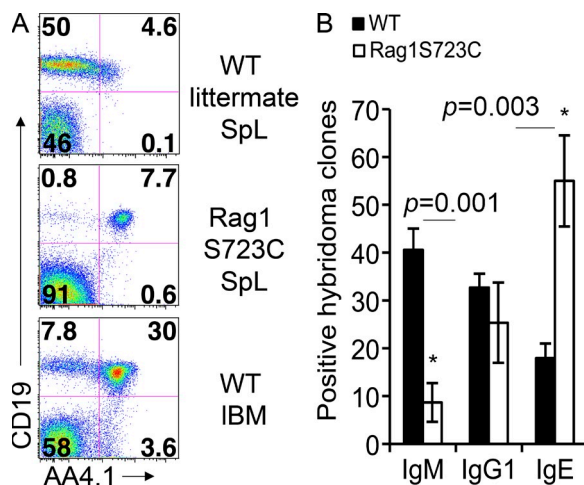 A
50 4.6
46 0.1
WT
littermate
SpL
0.8 7.7
91 0.6
Rag1
S723C
SpL
7.8 30
58 3.6
WT
IBM
CD19
AA4.1
B
WT
Rag1S723C
Positive hybridoma clones
70
60
50
40
30
20
10
0
p=0.003
*
p=0.001
*
IgM IgG1 IgE